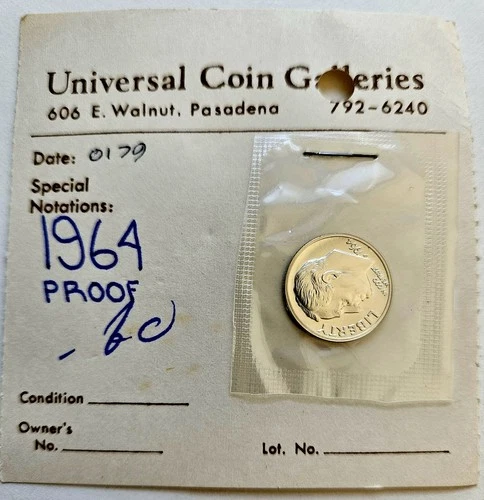 Universal Coin Galleries
606 E. Walnut, Pasadena 792-6240
Date: 0179
Special
Notations:
1964
PROOF
.60
Condition
Owner's
No.
Lot. No.
LIBERTY
1964